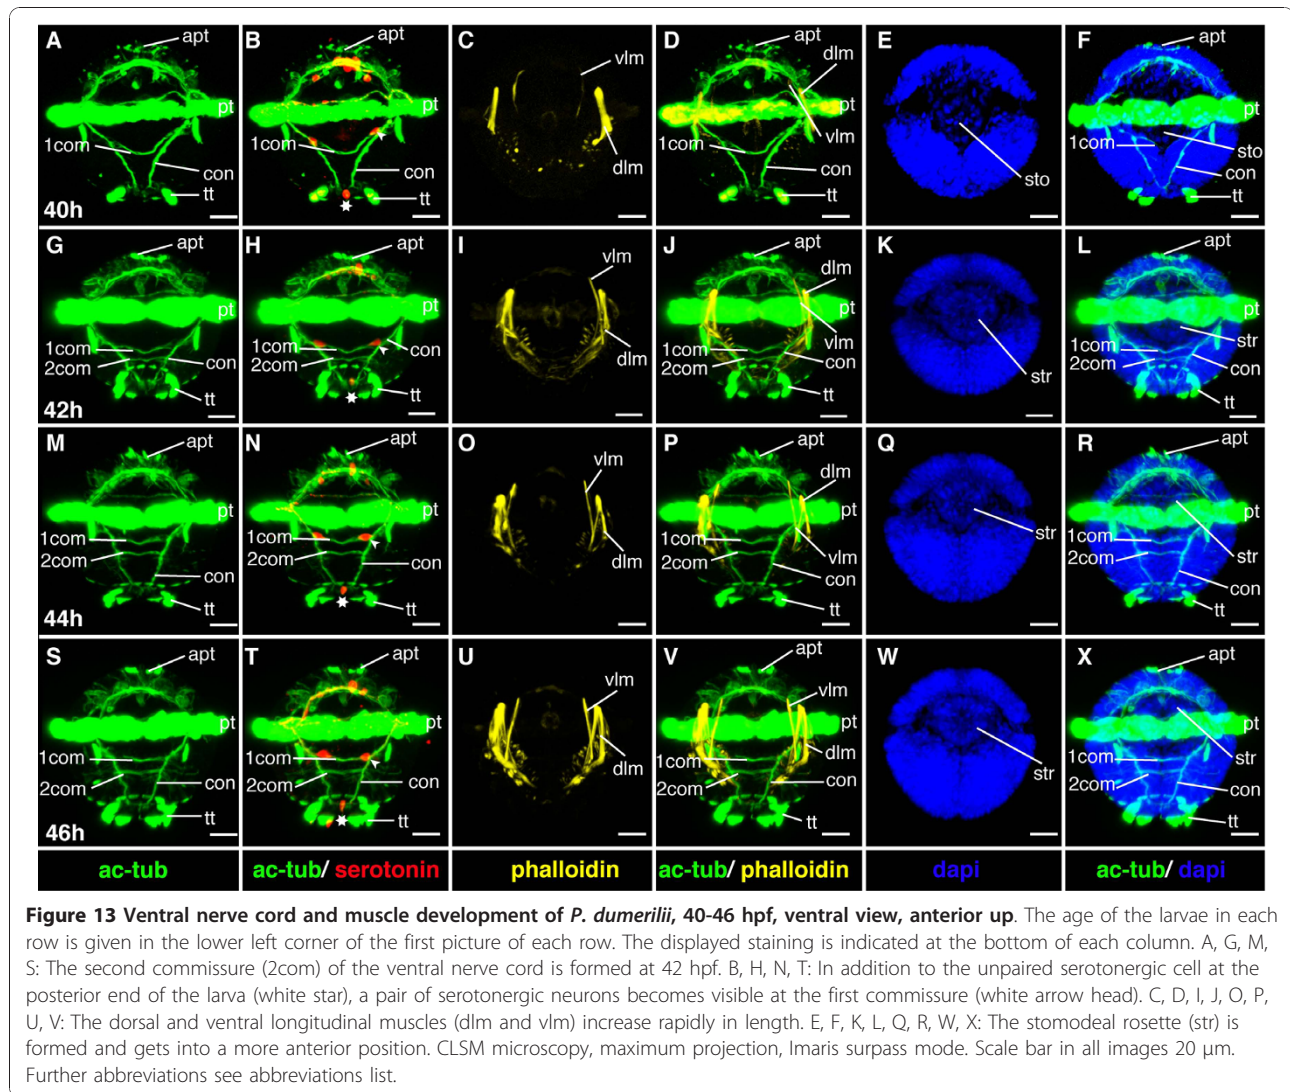 A apt
B apt
C vlm
D apt dlm
E
F apt
pt pt pt pt
1com 1com dlm vlm sto
con con con sto con
tt tt
40h
G apt
H apt
I vlm
J apt dlm
K
L apt
pt pt pt pt
1com 1com con dlm 1com vlm str 1com str
2com con 2com 2com con 2com con
tt tt tt tt
42h
M apt
N apt
O vlm
P apt dlm
Q
R apt
pt pt pt pt
1com 1com dlm 1com vlm str 1com str
2com con 2com con 2com con 2com con
tt tt tt tt
44h
S apt
T apt
U vlm
V apt vlm
W
X apt
pt pt pt pt
1com 1com dlm 1com dlm str 1com str
2com con 2com con 2com con 2com con
tt tt tt tt
46h
ac-tub ac-tub/ serotonin phalloidin ac-tub/ phalloidin dapi ac-tub/ dapi
Figure 13 Ventral nerve cord and muscle development of P. dumerilii, 40-46 hpf, ventral view, anterior up. The age of the larvae in each
row is given in the lower left corner of the first picture of each row. The displayed staining is indicated at the bottom of each column. A, G, M,
S: The second commissure (2com) of the ventral nerve cord is formed at 42 hpf. B, H, N, T: In addition to the unpaired serotonergic cell at the
posterior end of the larva (white star), a pair of serotonergic neurons becomes visible at the first commissure (white arrow head). C, D, I, J, O, P,
U, V: The dorsal and ventral longitudinal muscles (dlm and vlm) increase rapidly in length. E, F, K, L, Q, R, W, X: The stomodeal rosette (str) is
formed and gets into a more anterior position. CLSM microscopy, maximum projection, Imaris surpass mode. Scale bar in all images 20 μm.
Further abbreviations see abbreviations list.